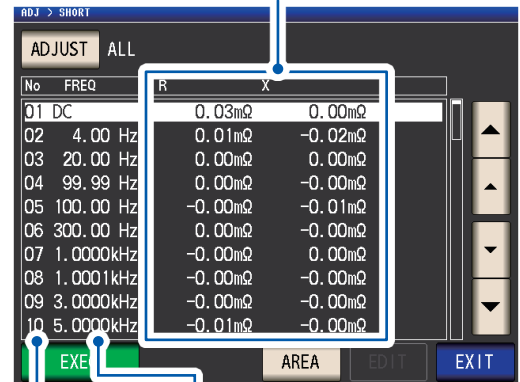 ADJ > SHORT
ADJUST ALL
No FREQ R X
01 DC 0.03mΩ 0.00mΩ
02 4.00 Hz 0.01mΩ -0.02mΩ
03 20.00 Hz 0.00mΩ 0.00mΩ
04 99.99 Hz 0.00mΩ -0.00mΩ
05 100.00 Hz -0.00mΩ -0.01mΩ
06 300.00 Hz -0.00mΩ 0.00mΩ
07 1.0000kHz -0.00mΩ 0.00mΩ
08 1.0001kHz -0.00mΩ -0.00mΩ
09 3.0000kHz -0.00mΩ -0.00mΩ
10 5.0000kHz -0.01mΩ -0.00mΩ
AREA EDIT EXIT